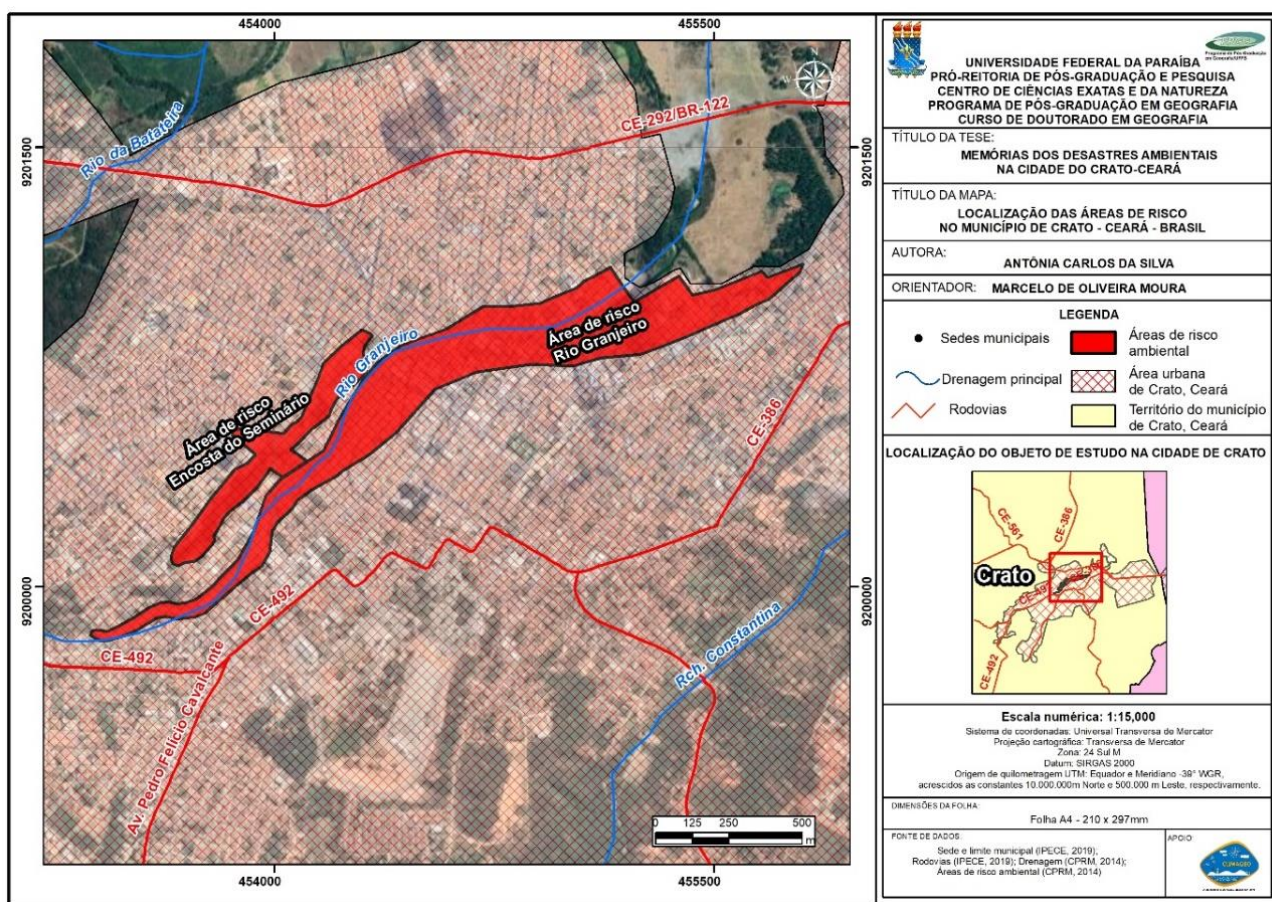 454000
455500
9201500
9201500
9200000
9200000
Rio da Batateira
CE-292/BR-122
Rio Granjeiro
Área de risco
Rio Granjeiro
Área de risco
Encosta do Seminário
CE-386
CE-492
CE-492
Av. Pedro Felício Cavalcante
Rch. Constantina
0 125 250 500
m
UNIVERSIDADE FEDERAL DA PARAÍBA
PRÓ-REITORIA DE PÓS-GRADUAÇÃO E PESQUISA
CENTRO DE CIÊNCIAS EXATAS E DA NATUREZA
PROGRAMA DE PÓS-GRADUAÇÃO EM GEOGRAFIA
CURSO DE DOUTORADO EM GEOGRAFIA
TÍTULO DA TESE:
MEMÓRIAS DOS DESASTRES AMBIENTAIS
NA CIDADE DO CRATO-CEARÁ
TÍTULO DA MAPA:
LOCALIZAÇÃO DAS ÁREAS DE RISCO
NO MUNICÍPIO DE CRATO - CEARÁ - BRASIL
AUTORA:
ANTÔNIA CARLOS DA SILVA
ORIENTADOR: MARCELO DE OLIVEIRA MOURA
LEGENDA
Sedes municipais
Áreas de risco
ambiental
Drenagem principal
Área urbana
de Crato, Ceará
Rodovias
Território do município
de Crato, Ceará
LOCALIZAÇÃO DO OBJETO DE ESTUDO NA CIDADE DE CRATO
CE-561
CE-386
Crato
CE-492
Escala numérica: 1:15,000
Sistema de coordenadas: Universal Transversa de Mercator
Projeção cartográfica: Transversa de Mercator
Zona: 24 Sul M
Datum: SIRGAS 2000
Origem de quilometragem UTM: Equador e Meridiano -39° WGR,
acrescidos as constantes 10.000.000m Norte e 500.000 m Leste, respectivamente.
DIMENSÕES DA FOLHA:
Folha A4 - 210 x 297mm
FONTE DE DADOS:
Sede e limite municipal (IPECE, 2019);
Rodovias (IPECE, 2019); Drenagem (CPRM, 2014);
Áreas de risco ambiental (CPRM, 2014)
APOIO: